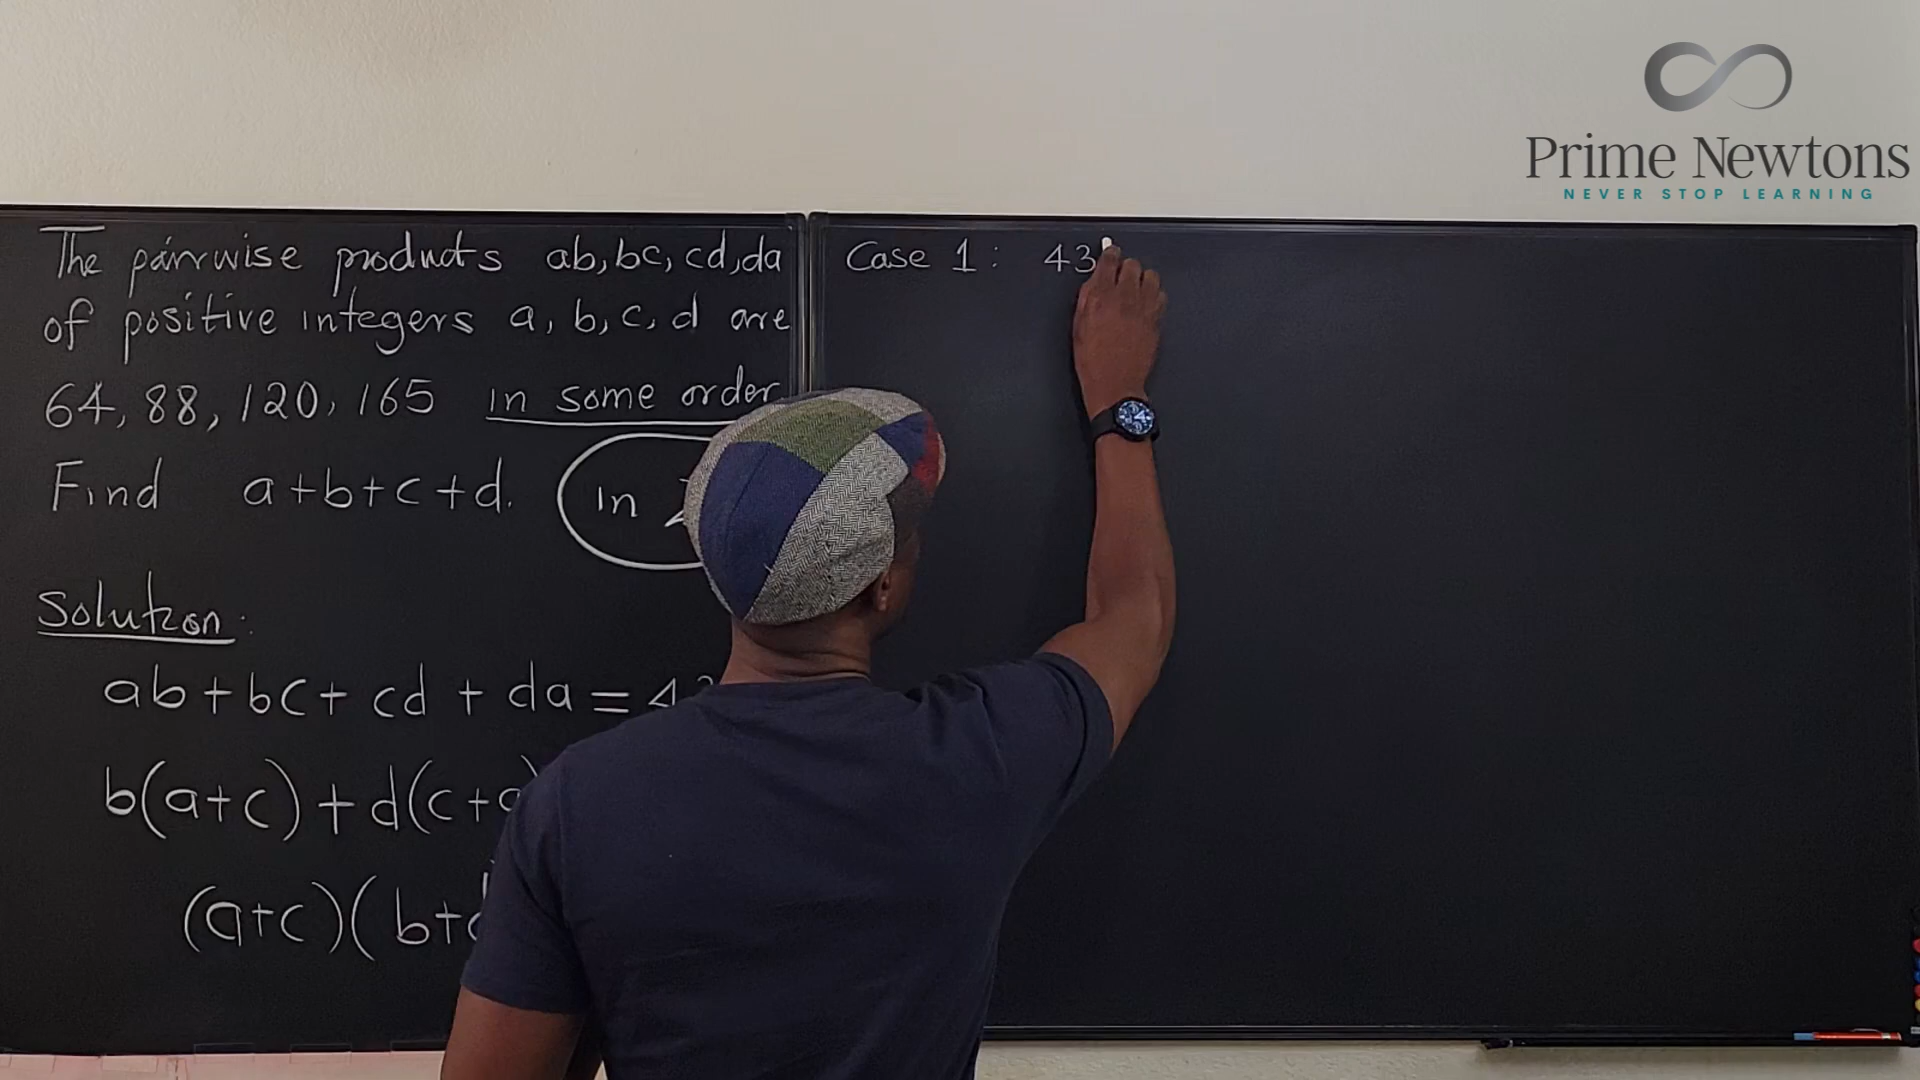 Prime Newtons
NEVER STOP LEARNING
The pairwise products ab, bc, cd, da
of positive integers a, b, c, d are
64, 88, 120, 165 in some order
Find a+b+c+d. In
Solution:
ab + bc + cd + da = 4
b(a+c) + d(c+a)
(a+c)(b+d
Case 1: 43